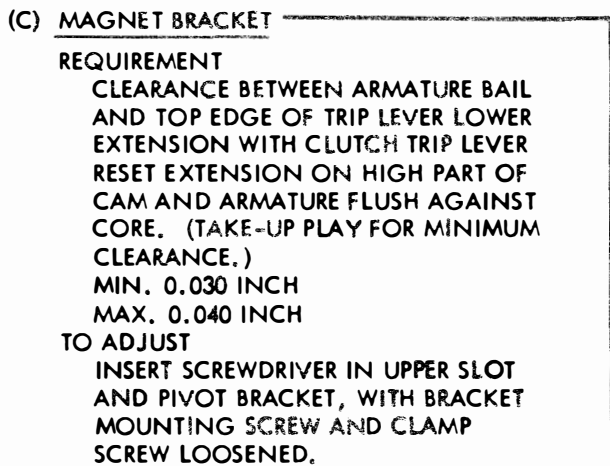 (C) MAGNET BRACKET
REQUIREMENT
CLEARANCE BETWEEN ARMATURE BAIL
AND TOP EDGE OF TRIP LEVER LOWER
EXTENSION WITH CLUTCH TRIP LEVER
RESET EXTENSION ON HIGH PART OF
CAM AND ARMATURE FLUSH AGAINST
CORE. (TAKE-UP PLAY FOR MINIMUM
CLEARANCE.)
MIN. 0.030 INCH
MAX. 0.040 INCH
TO ADJUST
INSERT SCREWDRIVER IN UPPER SLOT
AND PIVOT BRACKET, WITH BRACKET
MOUNTING SCREW AND CLAMP
SCREW LOOSENED.